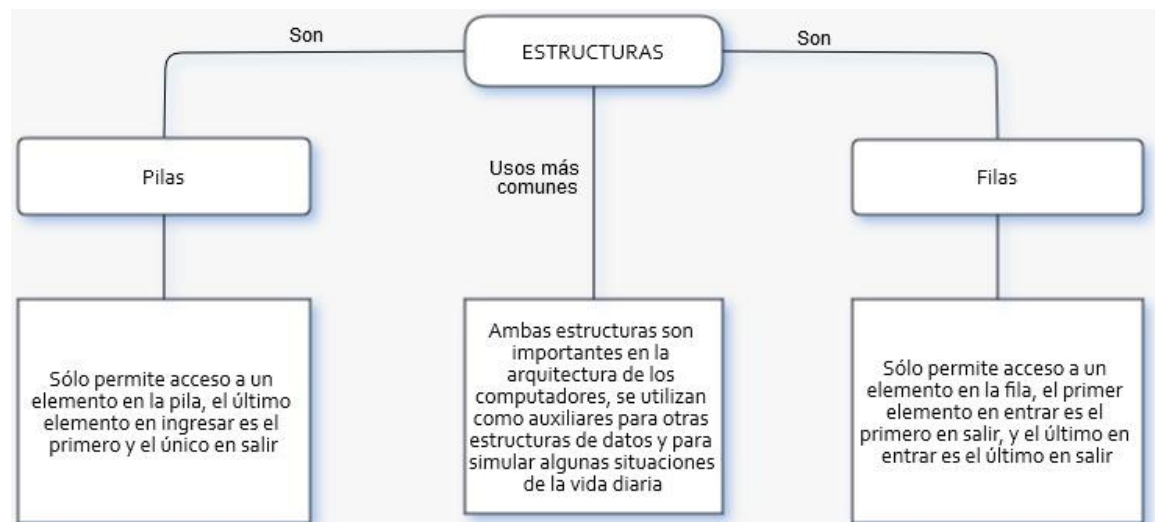 Son
ESTRUCTURAS
Son
Pilas
Usos más
comunes
Filas
Sólo permite acceso a un
elemento en la pila, el último
elemento en ingresar es el
primero y el único en salir
Ambas estructuras son
importantes en la
arquitectura de los
computadores, se utilizan
como auxiliares para otras
estructuras de datos y para
simular algunas situaciones
de la vida diaria
Sólo permite acceso a un
elemento en la fila, el primer
elemento en entrar es el
primero en salir, y el último en
entrar es el último en salir